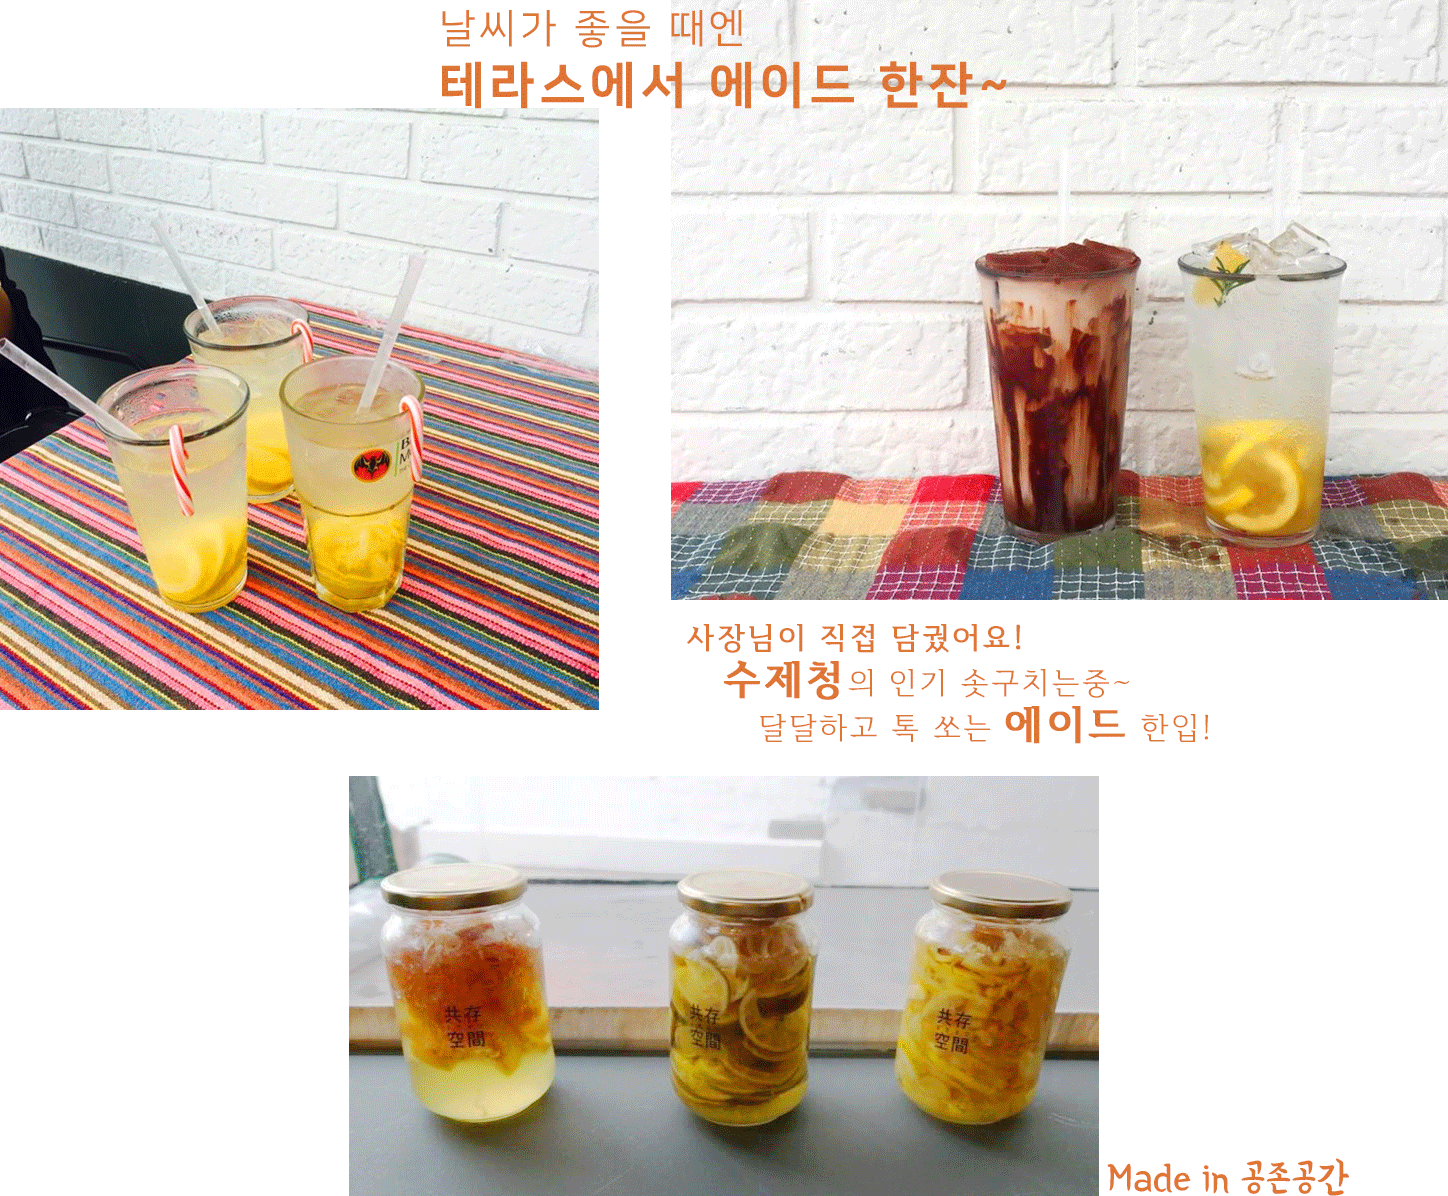 날씨가 좋을 때엔
테라스에서 에이드 한잔~
사장님이 직접 담궜어요!
수제청의 인기 솟구치는중~
달달하고 톡 쏘는 에이드 한입!
共存
空間
共存
空間
共存
空間
Made in 공존공간